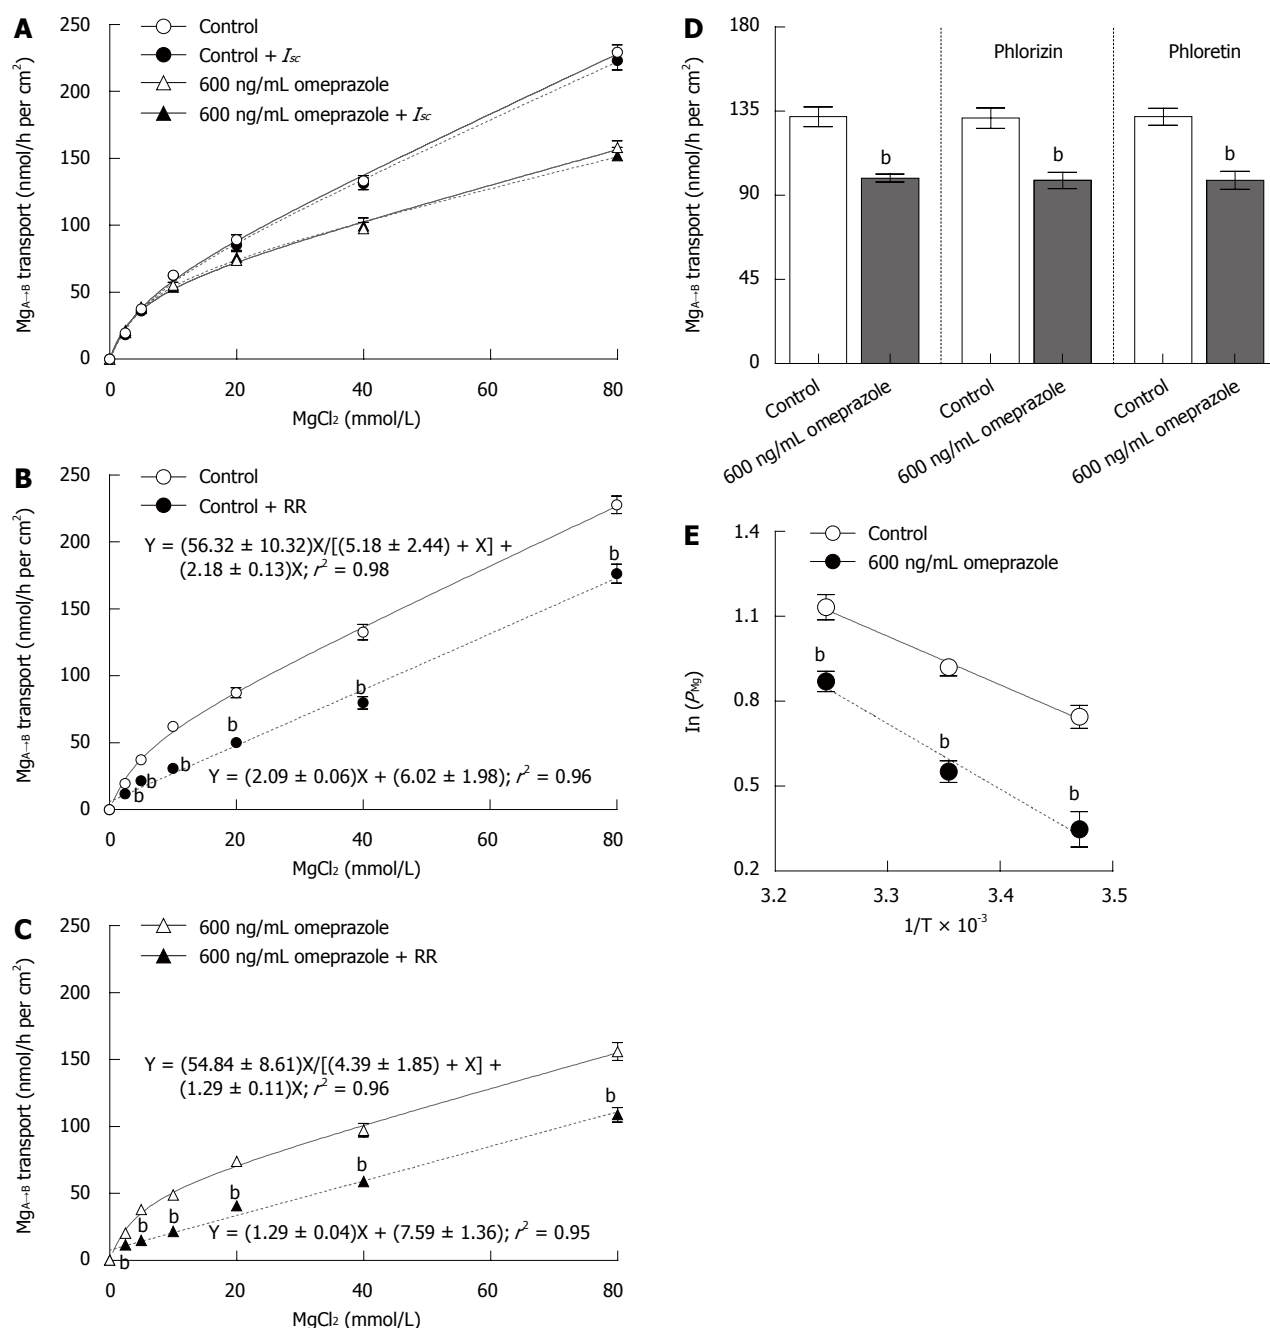 A
Control
Control + Isc
600 ng/mL omeprazole
600 ng/mL omeprazole + Isc
MgA→B transport (nmol/h per cm2)
250
200
150
100
50
0
0 20 40 60 80
MgCl2 (mmol/L)
B
Control
Control + RR
MgA→B transport (nmol/h per cm2)
250
200
150
100
50
0
Y = (56.32 ± 10.32)X/[(5.18 ± 2.44) + X] +
(2.18 ± 0.13)X; r2 = 0.98
b
b
b
b
b
b
Y = (2.09 ± 0.06)X + (6.02 ± 1.98); r2 = 0.96
0 20 40 60 80
MgCl2 (mmol/L)
C
600 ng/mL omeprazole
600 ng/mL omeprazole + RR
MgA→B transport (nmol/h per cm2)
250
200
150
100
50
0
Y = (54.84 ± 8.61)X/[(4.39 ± 1.85) + X] +
(1.29 ± 0.11)X; r2 = 0.96
b
b
b
b
b
b
Y = (1.29 ± 0.04)X + (7.59 ± 1.36); r2 = 0.95
0 20 40 60 80
MgCl2 (mmol/L)
D
MgA→B transport (nmol/h per cm2)
180
135
90
45
0
Phlorizin Phloretin
b b b
Control
600 ng/mL omeprazole
Control
600 ng/mL omeprazole
Control
600 ng/mL omeprazole
E
Control
600 ng/mL omeprazole
In (PMg)
1.4
1.1
0.8
0.5
0.2
b
b
b
3.2 3.3 3.4 3.5
1/T × 10-3